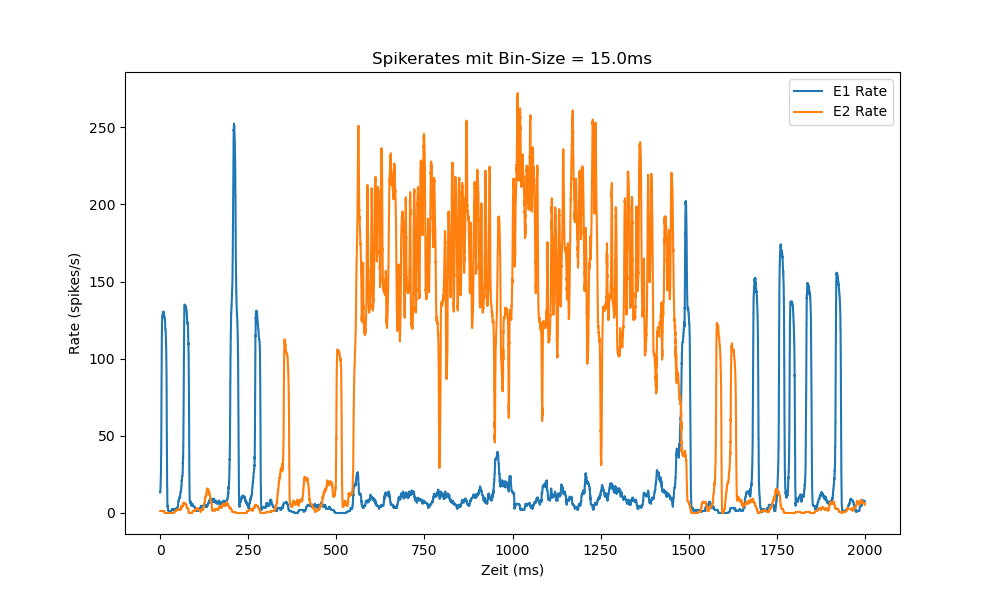 Spikerates mit Bin-Size = 15.0ms
E1 Rate
E2 Rate
Rate (spikes/s)
250
200
150
100
50
0
0 250 500 750 1000 1250 1500 1750 2000
Zeit (ms)